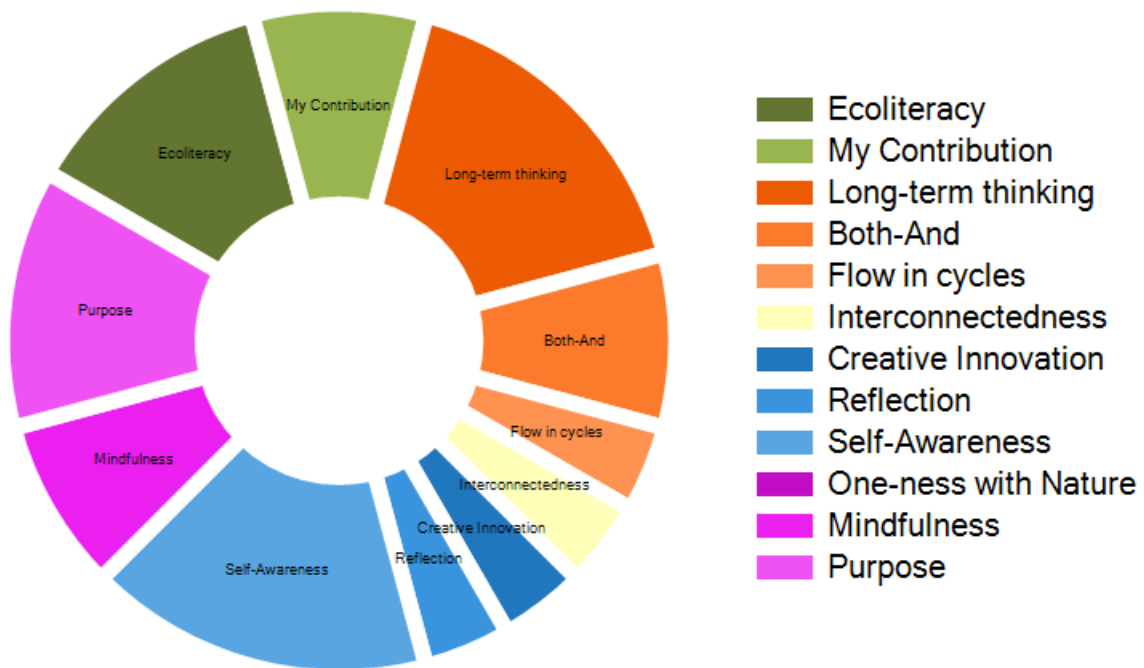 My Contribution
Ecoliteracy
Long-term thinking
Purpose
Both-And
Flow in cycles
Mindfulness
Interconnectedness
Creative Innovation
Reflection
Self-Awareness
Ecoliteracy
My Contribution
Long-term thinking
Both-And
Flow in cycles
Interconnectedness
Creative Innovation
Reflection
Self-Awareness
One-ness with Nature
Mindfulness
Purpose